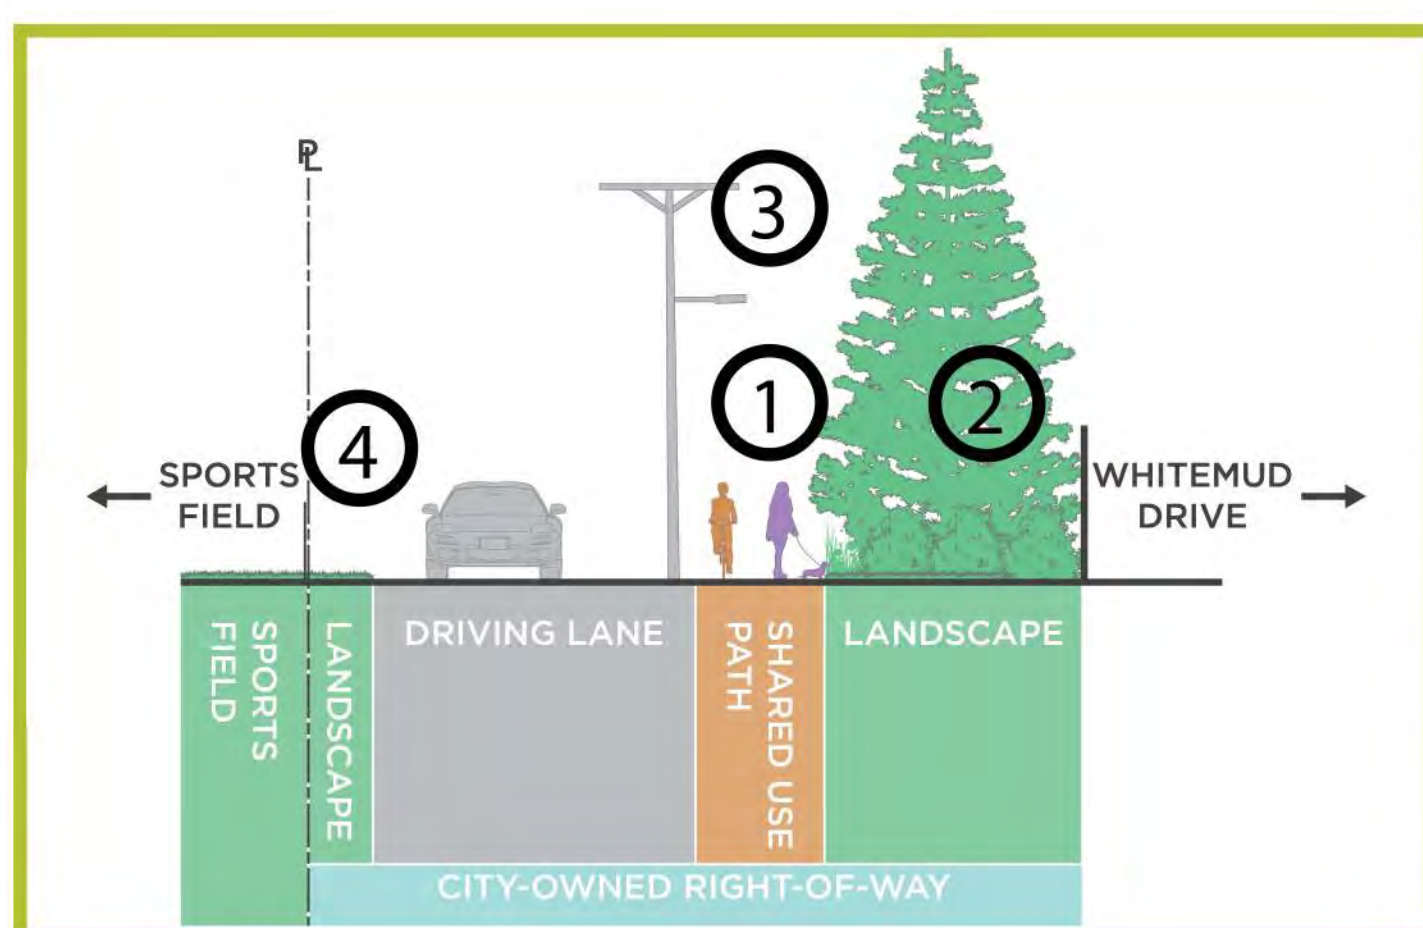 PL
3
1
2
4
SPORTS
FIELD
WHITEMUD
DRIVE
SPORTS
FIELD
LANDSCAPE
DRIVING LANE
SHARED USE
PATH
LANDSCAPE
CITY-OWNED RIGHT-OF-WAY